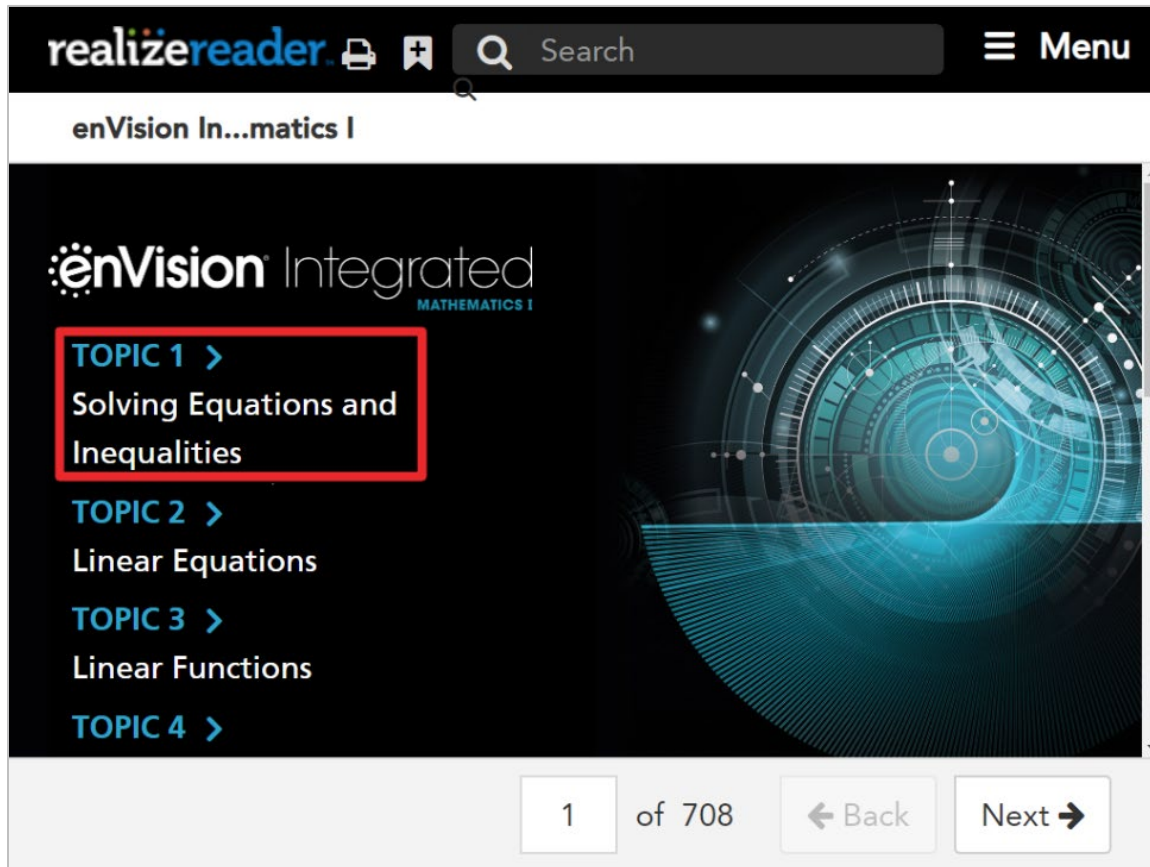 realizereader. Search Menu
enVision In...matics I
enVision Integrated
MATHEMATICS I
TOPIC 1 >
Solving Equations and
Inequalities
TOPIC 2 >
Linear Equations
TOPIC 3 >
Linear Functions
TOPIC 4 >
1 of 708 Back Next